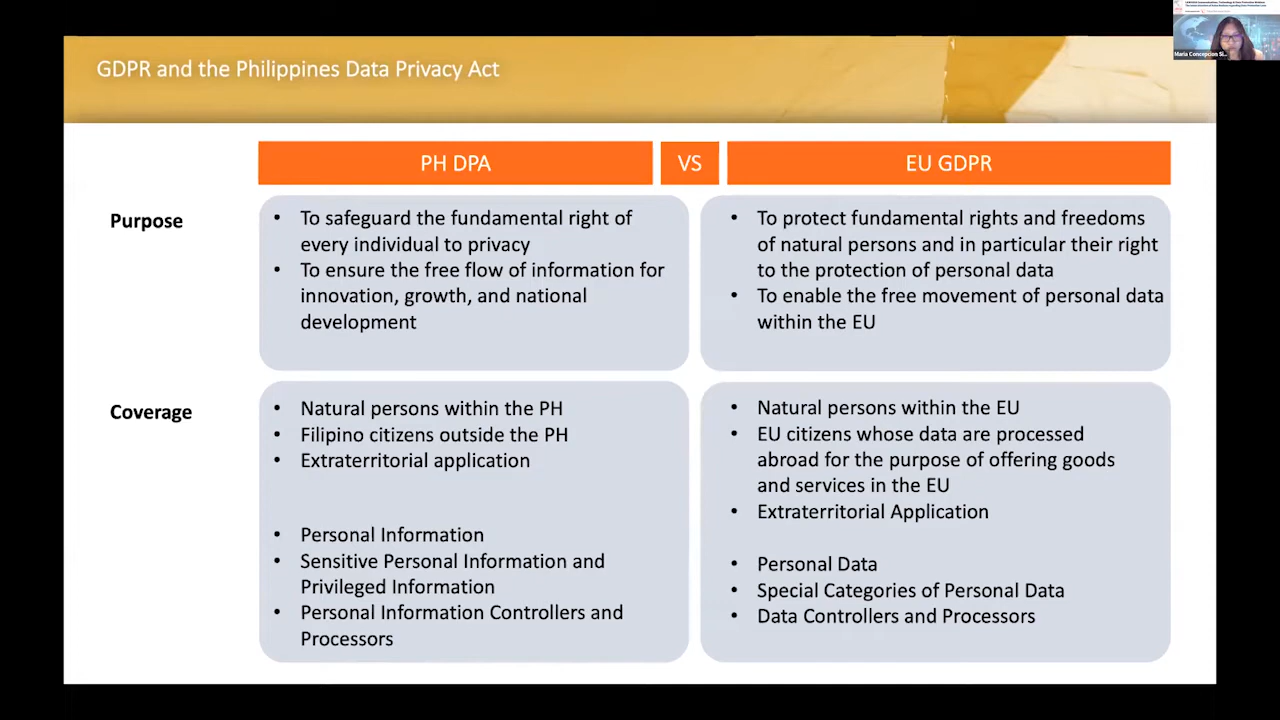 GDPR and the Philippines Data Privacy Act
PH DPA
VS
EU GDPR
Purpose
• To safeguard the fundamental right of
every individual to privacy
• To ensure the free flow of information for
innovation, growth, and national
development
• To protect fundamental rights and freedoms
of natural persons and in particular their right
to the protection of personal data
• To enable the free movement of personal data
within the EU
Coverage
• Natural persons within the PH
• Filipino citizens outside the PH
• Extraterritorial application
• Personal Information
• Sensitive Personal Information and
Privileged Information
• Personal Information Controllers and
Processors
• Natural persons within the EU
• EU citizens whose data are processed
abroad for the purpose of offering goods
and services in the EU
• Extraterritorial Application
• Personal Data
• Special Categories of Personal Data
• Data Controllers and Processors
Maria Concepcion